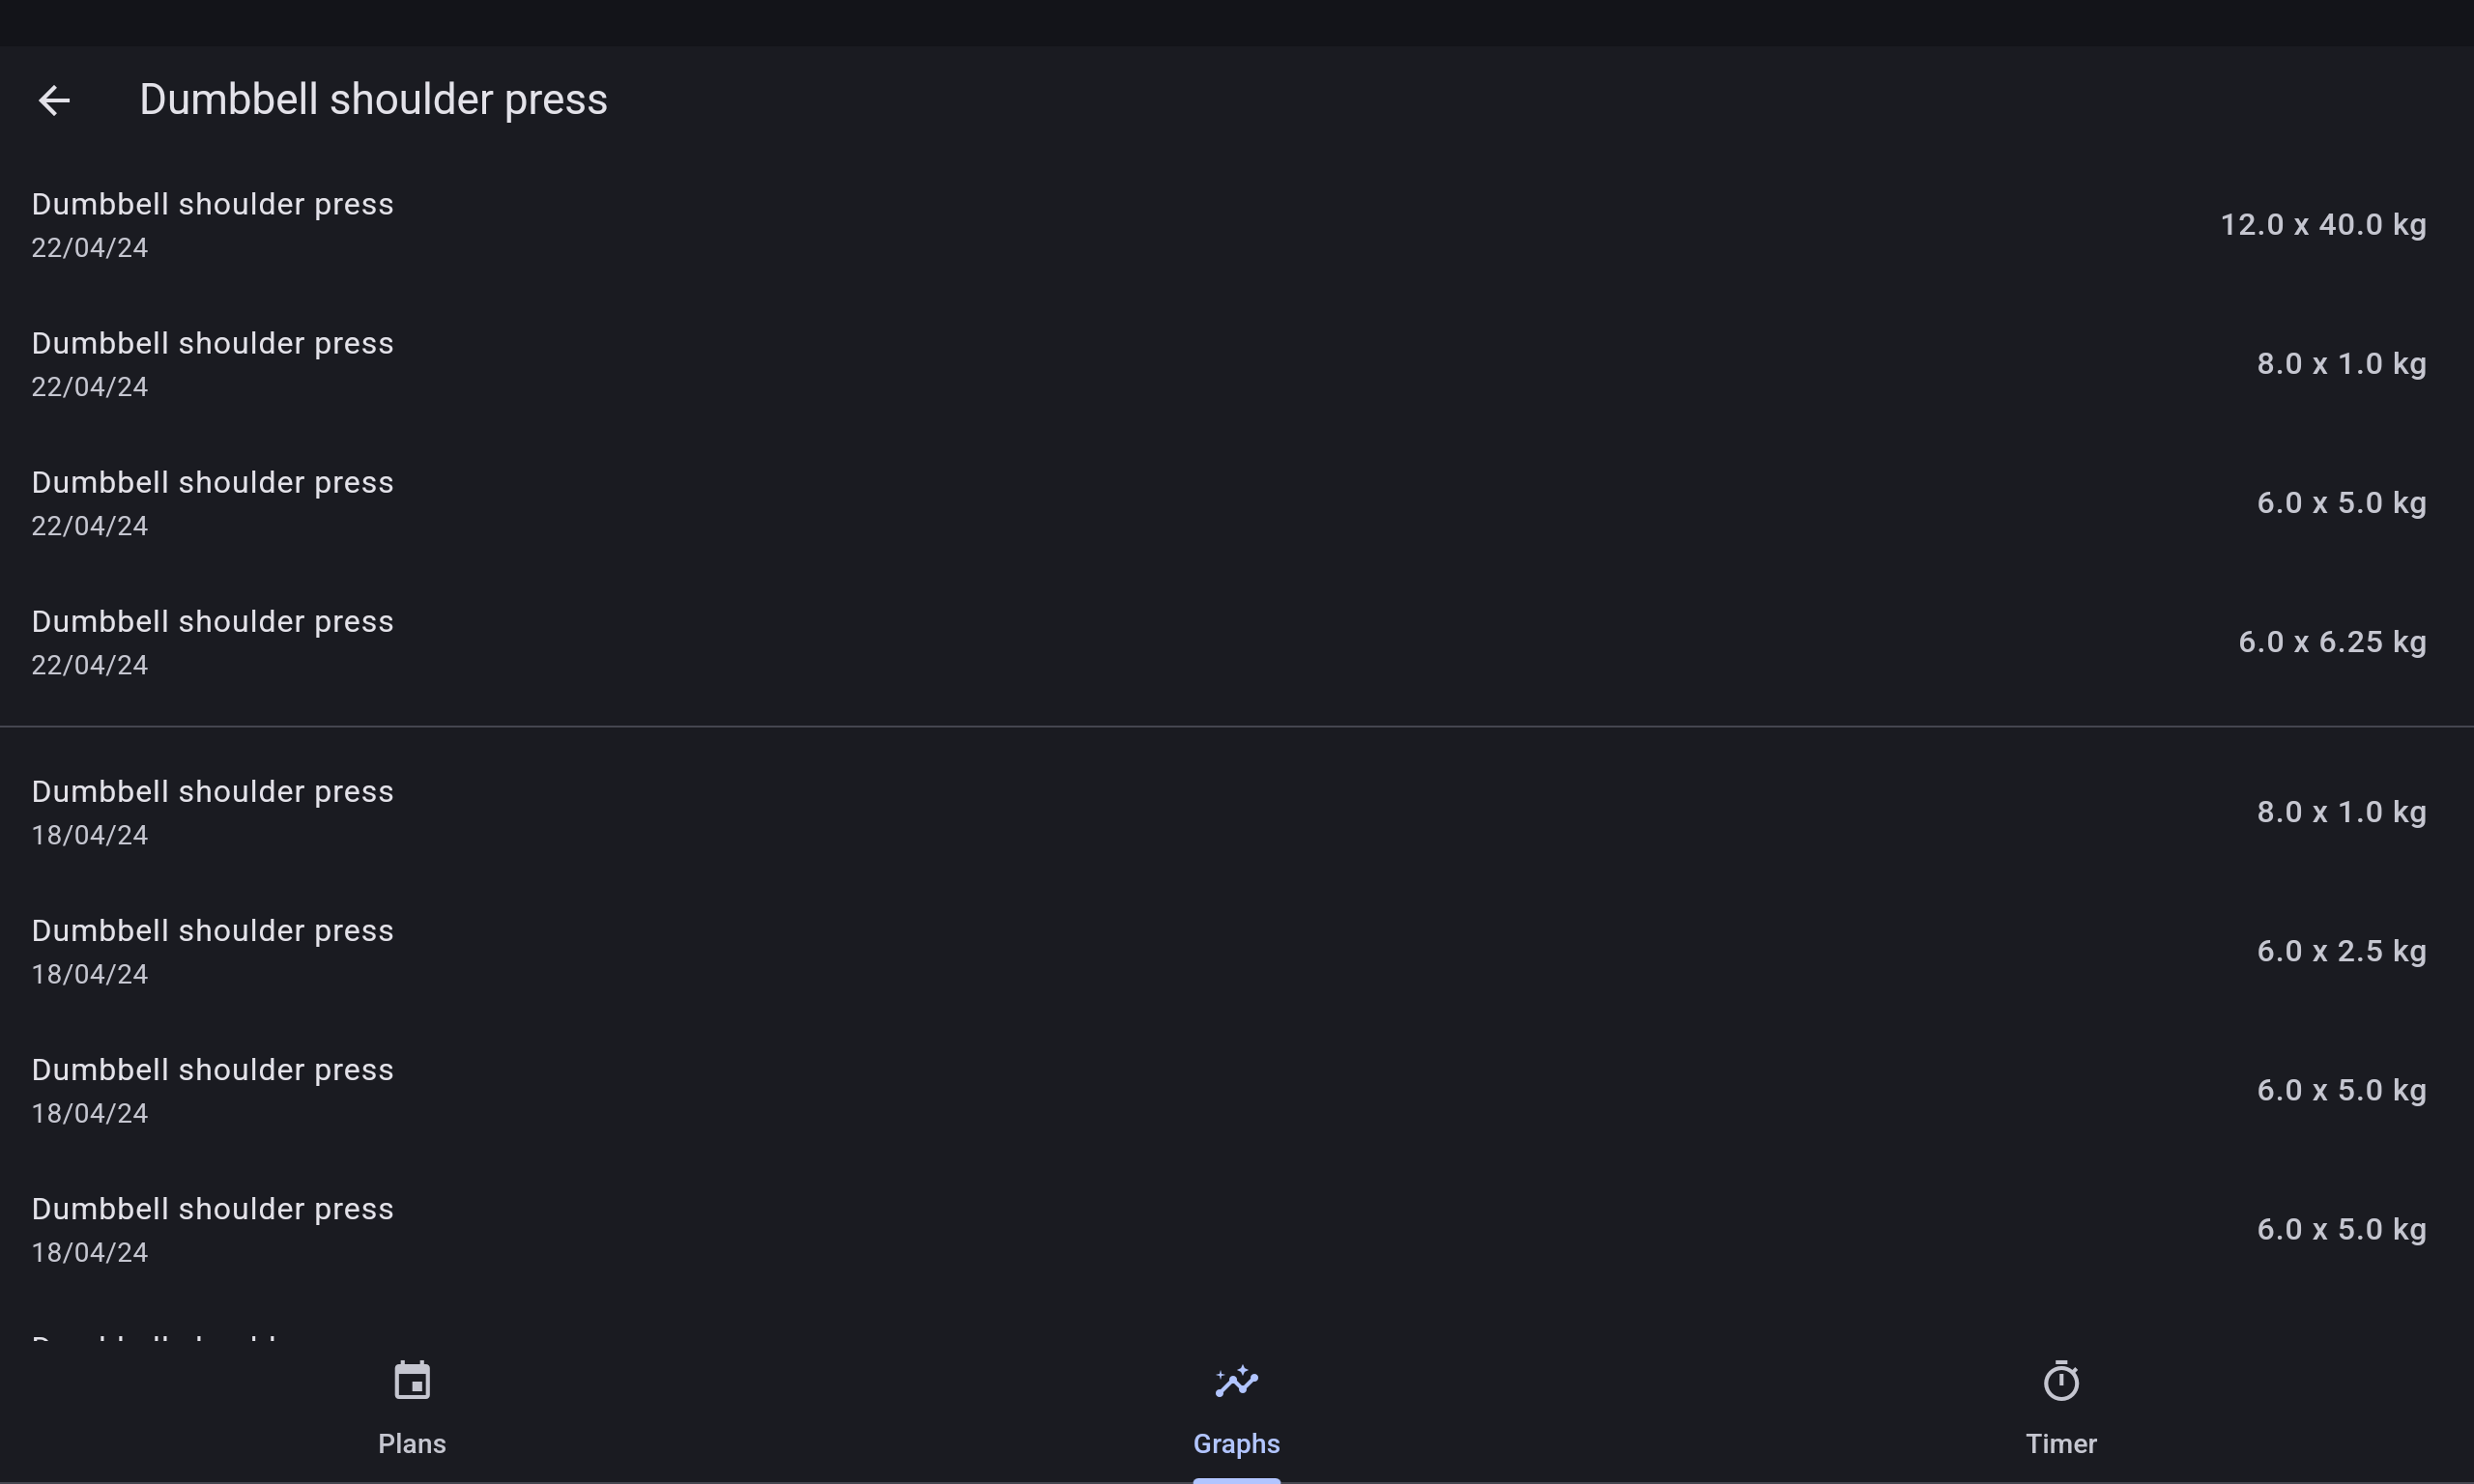 Dumbbell shoulder press
Dumbbell shoulder press
22/04/24
12.0 x 40.0 kg
Dumbbell shoulder press
22/04/24
8.0 x 1.0 kg
Dumbbell shoulder press
22/04/24
6.0 x 5.0 kg
Dumbbell shoulder press
22/04/24
6.0 x 6.25 kg
Dumbbell shoulder press
18/04/24
8.0 x 1.0 kg
Dumbbell shoulder press
18/04/24
6.0 x 2.5 kg
Dumbbell shoulder press
18/04/24
6.0 x 5.0 kg
Dumbbell shoulder press
18/04/24
6.0 x 5.0 kg
Plans
Graphs
Timer